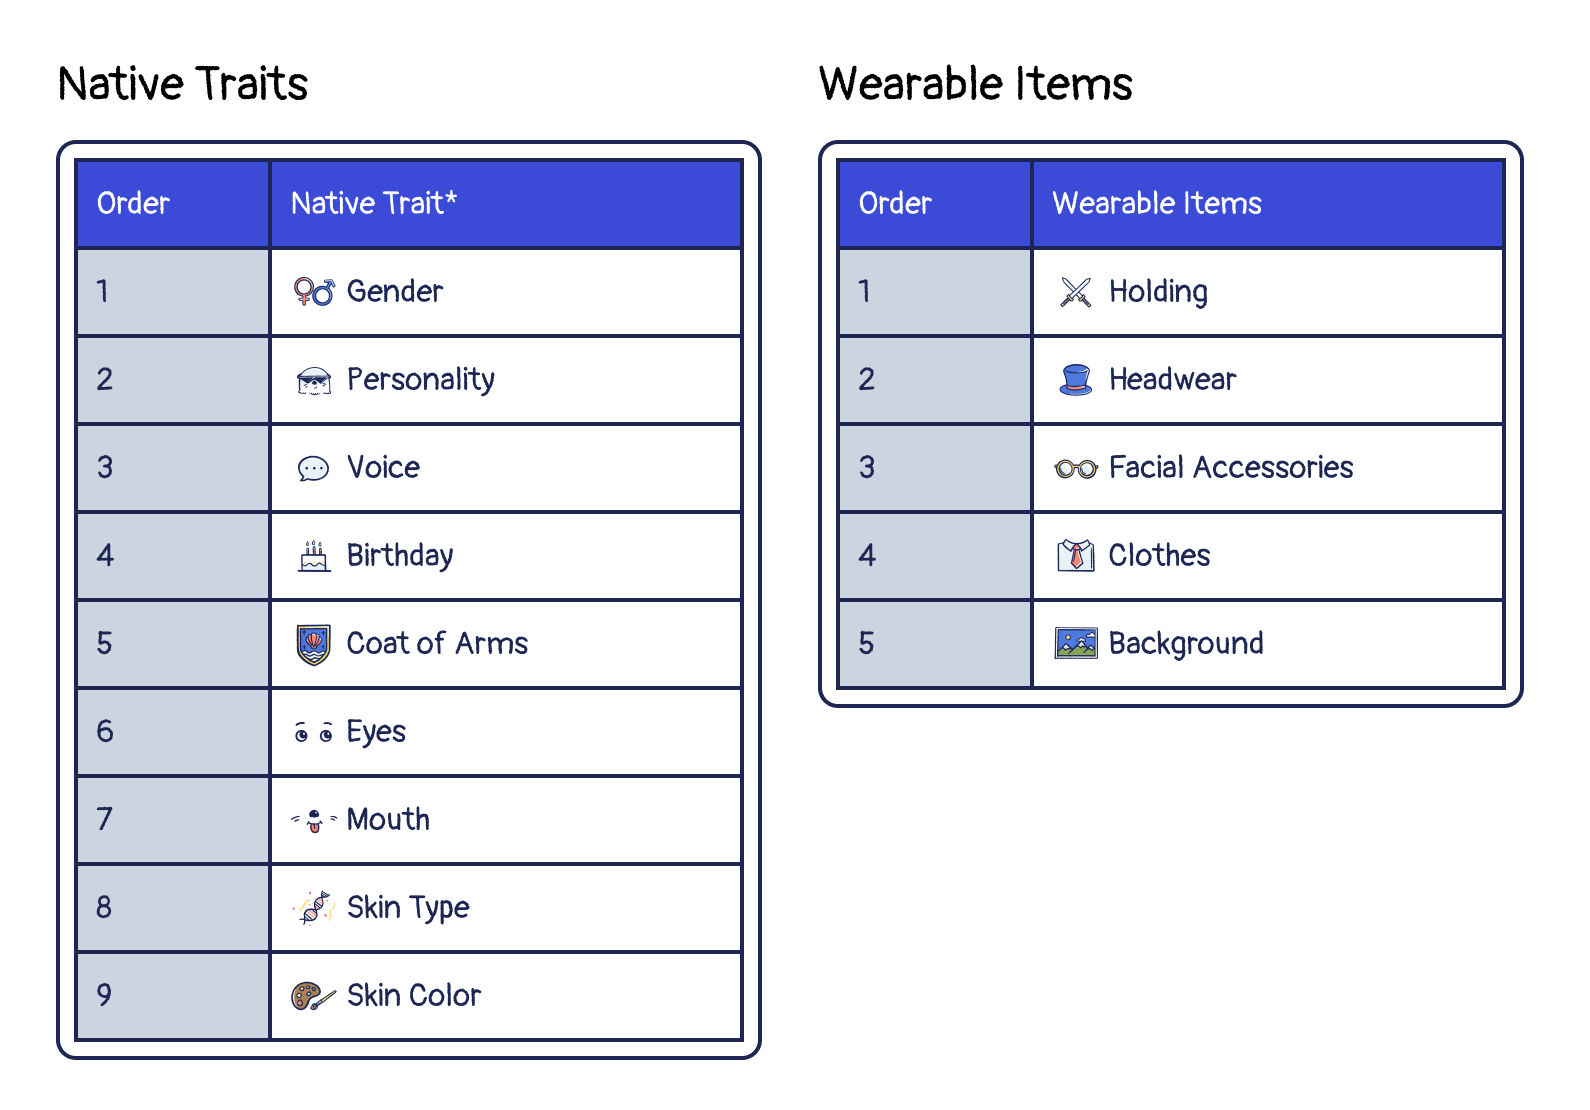 Native Traits
Order Native Trait*
1 Gender
2 Personality
3 Voice
4 Birthday
5 Coat of Arms
6 Eyes
7 Mouth
8 Skin Type
9 Skin Color
Wearable Items
Order Wearable Items
1 Holding
2 Headwear
3 Facial Accessories
4 Clothes
5 Background